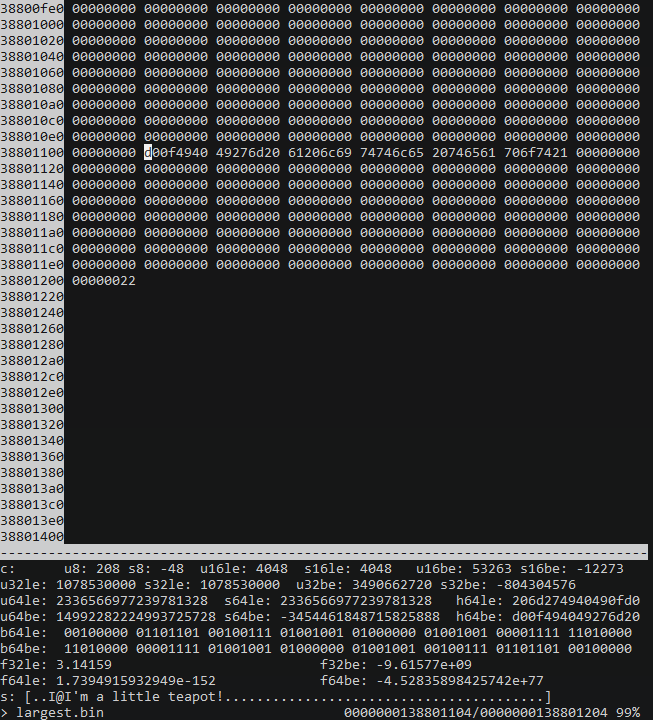 38800fe0 00000000 00000000 00000000 00000000 00000000 00000000 00000000 00000000
38801000 00000000 00000000 00000000 00000000 00000000 00000000 00000000 00000000
38801020 00000000 00000000 00000000 00000000 00000000 00000000 00000000 00000000
38801040 00000000 00000000 00000000 00000000 00000000 00000000 00000000 00000000
38801060 00000000 00000000 00000000 00000000 00000000 00000000 00000000 00000000
38801080 00000000 00000000 00000000 00000000 00000000 00000000 00000000 00000000
388010a0 00000000 00000000 00000000 00000000 00000000 00000000 00000000 00000000
388010c0 00000000 00000000 00000000 00000000 00000000 00000000 00000000 00000000
388010e0 00000000 00000000 00000000 00000000 00000000 00000000 00000000 00000000
38801100 00000000 d00f4940 49276d20 61206c69 74746c65 20746561 706f7421 00000000
38801120 00000000 00000000 00000000 00000000 00000000 00000000 00000000 00000000
38801140 00000000 00000000 00000000 00000000 00000000 00000000 00000000 00000000
38801160 00000000 00000000 00000000 00000000 00000000 00000000 00000000 00000000
38801180 00000000 00000000 00000000 00000000 00000000 00000000 00000000 00000000
388011a0 00000000 00000000 00000000 00000000 00000000 00000000 00000000 00000000
388011c0 00000000 00000000 00000000 00000000 00000000 00000000 00000000 00000000
388011e0 00000000 00000000 00000000 00000000 00000000 00000000 00000000 00000000
38801200 00000022
38801220
38801240
38801260
38801280
388012a0
388012c0
388012e0
38801300
38801320
38801340
38801360
38801380
388013a0
388013c0
388013e0
38801400
---------------------------------------------------------------------------------
c: u8: 208 s8: -48 u16le: 4048 s16le: 4048 u16be: 53263 s16be: -12273
u32le: 1078530000 s32le: 1078530000 u32be: 3490662720 s32be: -804304576
u64le: 2336566977239781328 s64le: 2336566977239781328 h64le: 206d274940490fd0
u64be: 14992282224993725728 s64be: -3454461848715825888 h64be: d00f494049276d20
b64le: 00100000 01101101 00100111 01001001 01000000 01001001 00001111 11010000
b64be: 11010000 00001111 01001001 01000000 01001001 00100111 01101101 00100000
f32le: 3.14159 f32be: -9.61577e+09
f64le: 1.7394915932949e-152 f64be: -4.52835898425742e+77
s: [..I@I'm a little teapot!........................................]
> largest.bin 0000000138801104/0000000138801204 99%